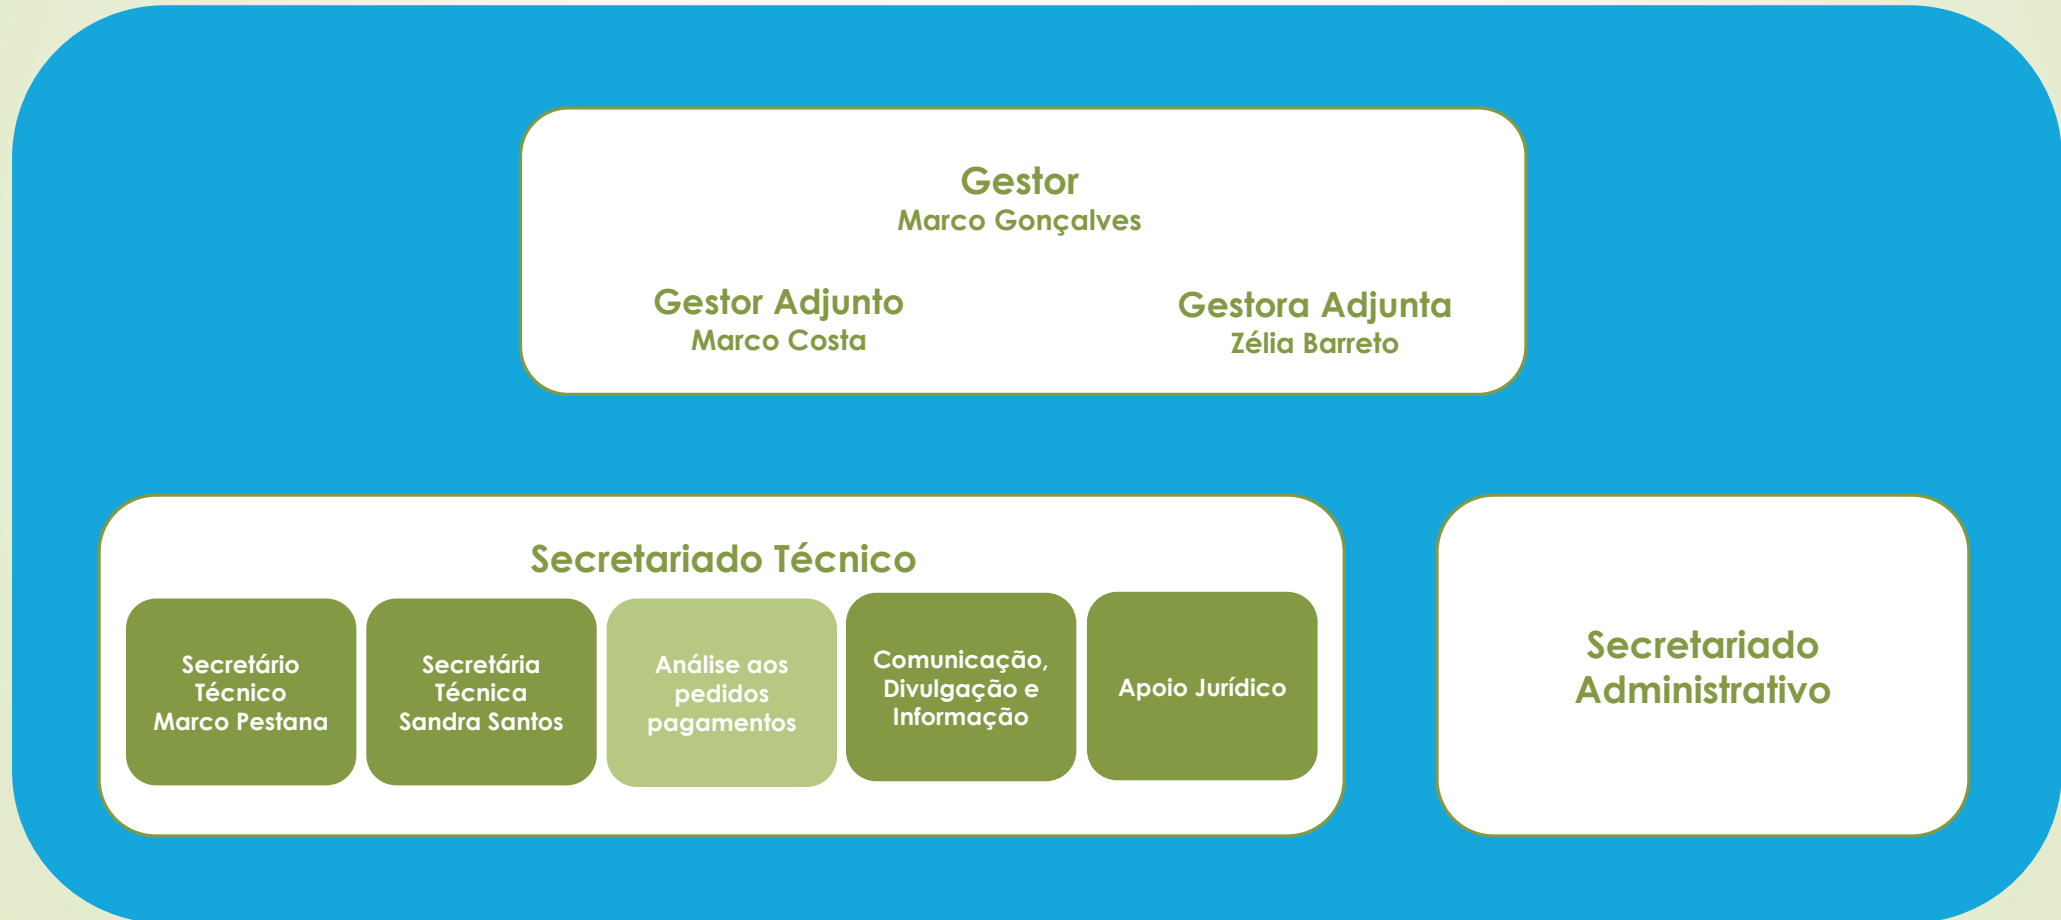 Gestor
Marco Gonçalves
Gestor Adjunto
Marco Costa
Gestora Adjunta
Zélia Barreto
Secretariado Técnico
Secretário
Técnico
Marco Pestana
Secretária
Técnica
Sandra Santos
Análise aos
pedidos
pagamentos
Comunicação,
Divulgação e
Informação
Apoio Jurídico
Secretariado
Administrativo